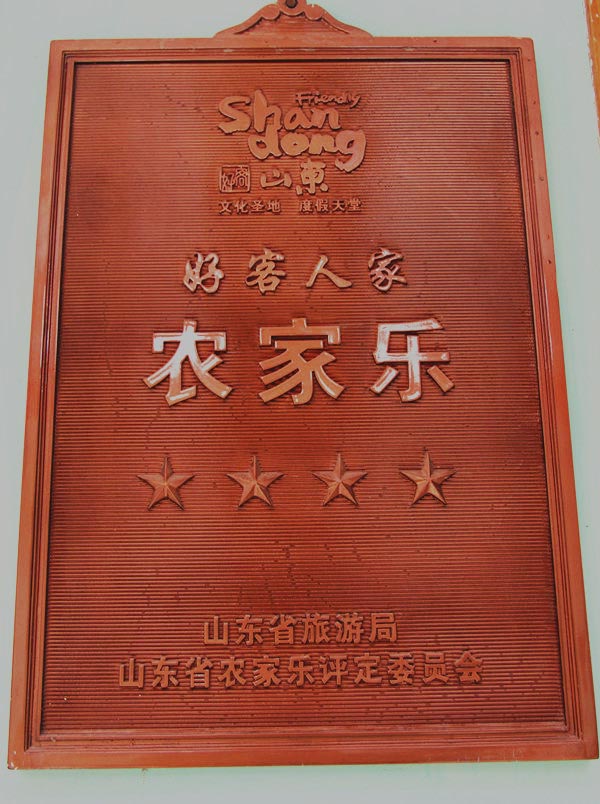 Friendly
Shan
dong
好客 山東
文化圣地 度假天堂
好客人家
农家乐
山东省旅游局
山东省农家乐评定委员会